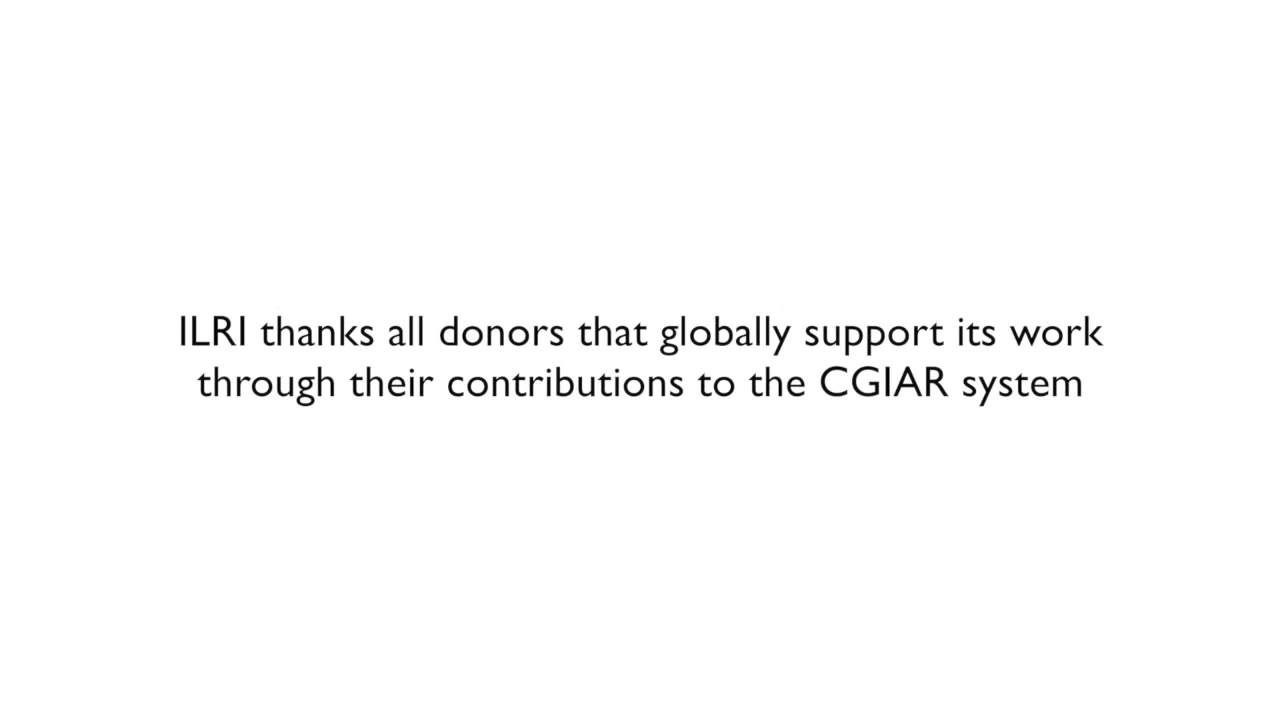 ILRI thanks all donors that globally support its work
through their contributions to the CGIAR system